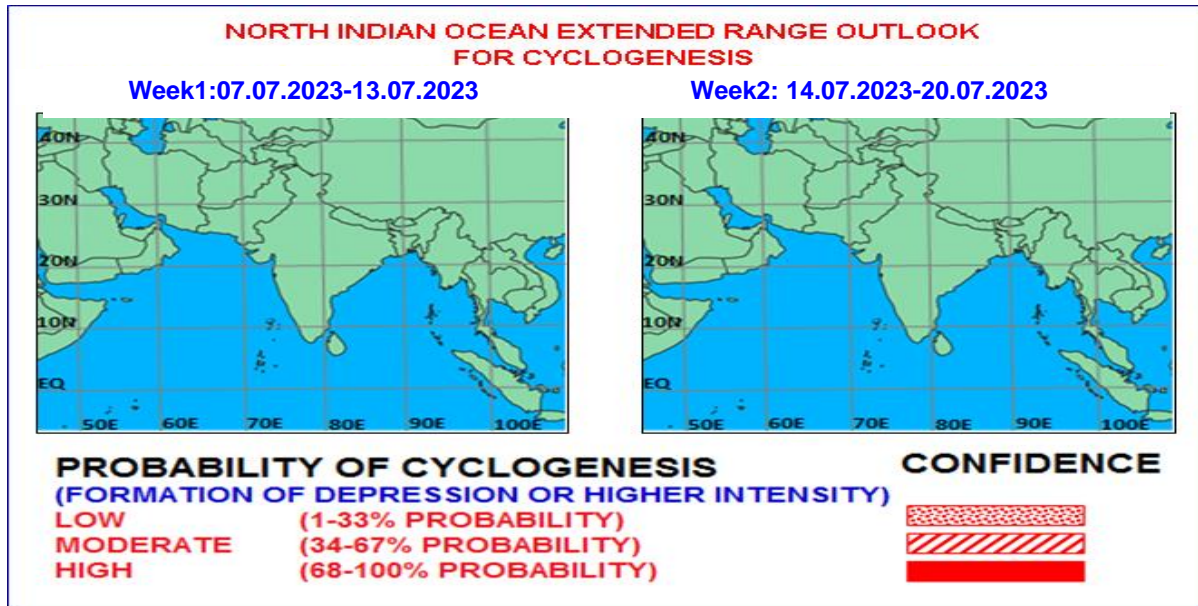 NORTH INDIAN OCEAN EXTENDED RANGE OUTLOOK
FOR CYCLOGENESIS
Week1:07.07.2023-13.07.2023
Week2: 14.07.2023-20.07.2023
40N
30N
20N
10N
EQ
50E 60E 70E 80E 90E 100E
40N
30N
20N
10N
EQ
50E 60E 70E 80E 90E 100E
PROBABILITY OF CYCLOGENESIS
CONFIDENCE
(FORMATION OF DEPRESSION OR HIGHER INTENSITY)
LOW (1-33% PROBABILITY)
MODERATE (34-67% PROBABILITY)
HIGH (68-100% PROBABILITY)